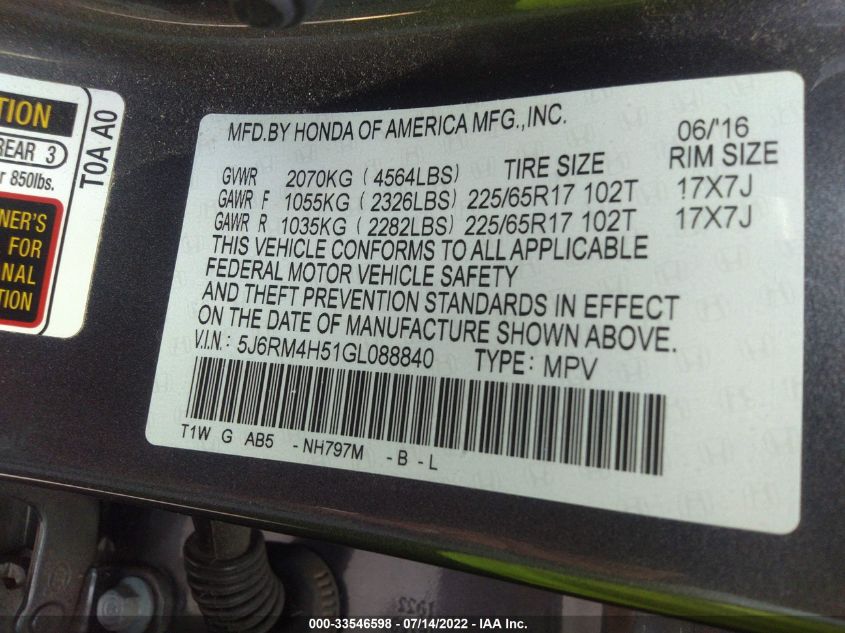 TION
REAR 3
850lbs.
T0A A0
NER'S
FOR
NAL
TION
MFD.BY HONDA OF AMERICA MFG.,INC. 06/'16
GVWR 2070KG (4564LBS) TIRE SIZE RIM SIZE
GAWR F 1055KG (2326LBS) 225/65R17 102T 17X7J
GAWR R 1035KG (2282LBS) 225/65R17 102T 17X7J
THIS VEHICLE CONFORMS TO ALL APPLICABLE
FEDERAL MOTOR VEHICLE SAFETY
AND THEFT PREVENTION STANDARDS IN EFFECT
ON THE DATE OF MANUFACTURE SHOWN ABOVE.
V.I.N.: 5J6RM4H51GL088840 TYPE: MPV
T1W G AB5 - NH797M - B - L
000-33546598 - 07/14/2022 - IAA Inc.